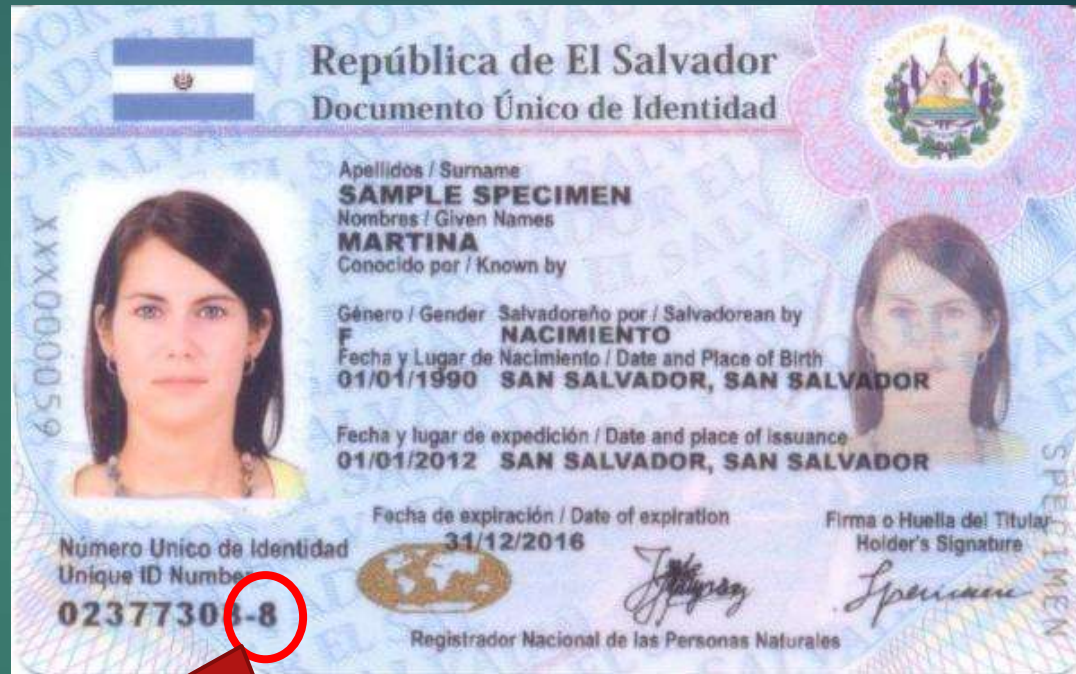 República de El Salvador
Documento Único de Identidad
Apellidos / Surname
SAMPLE SPECIMEN
Nombres / Given Names
MARTINA
Conocido por / Known by
Género / Gender Salvadoreño por / Salvadorean by
F NACIMIENTO
Fecha y Lugar de Nacimiento / Date and Place of Birth
01/01/1990 SAN SALVADOR, SAN SALVADOR
Fecha y lugar de expedición / Date and place of issuance
01/01/2012 SAN SALVADOR, SAN SALVADOR
Fecha de expiración / Date of expiration
31/12/2016
Firma o Huella del Titular
Holder's Signature
Número Unico de Identidad
Unique ID Number
02377308-8
Registrador Nacional de las Personas Naturales
XXX0000059
SPECIMEN